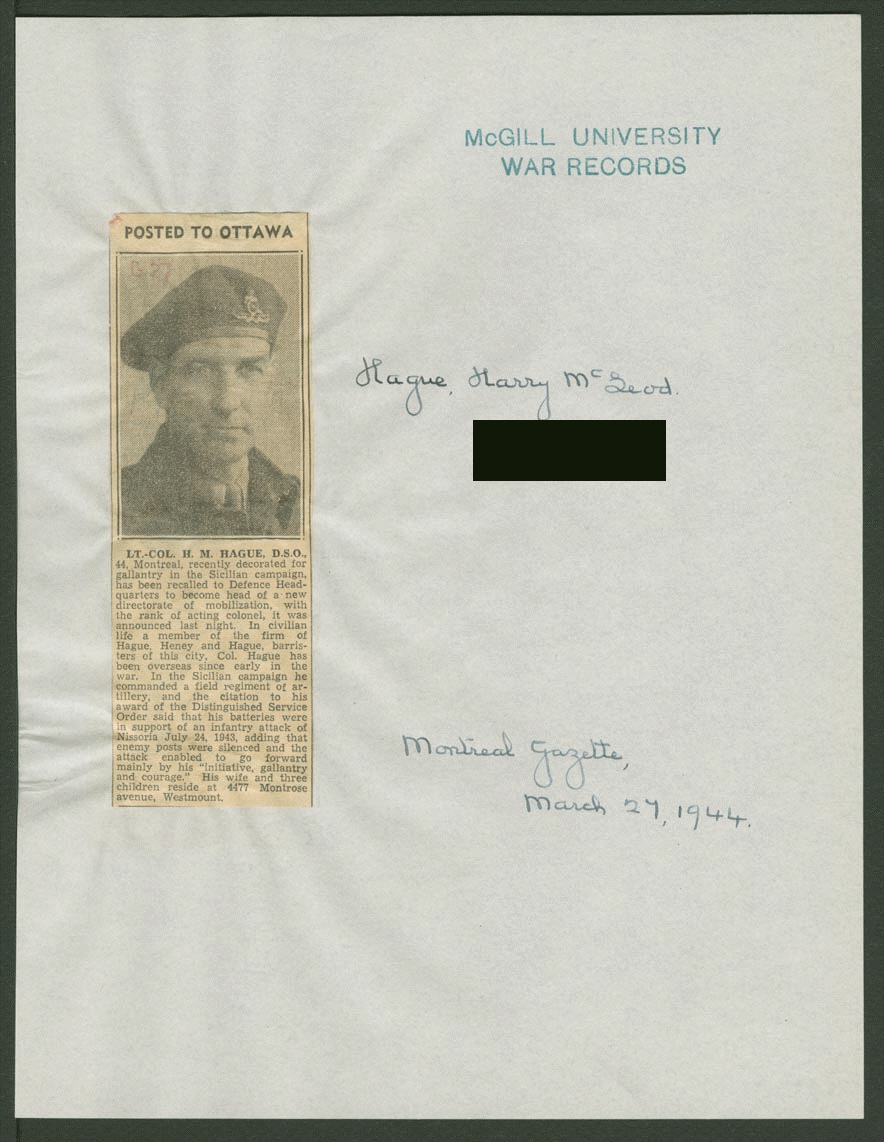 McGILL UNIVERSITY
WAR RECORDS
POSTED TO OTTAWA
G 27
Hague, Harry McLeod.
LT.-COL. H. M. HAGUE, D.S.O.,
44, Montreal, recently decorated for
gallantry in the Sicilian campaign,
has been recalled to Defence Head-
quarters to become head of a new
directorate of mobilization, with
the rank of acting colonel, it was
announced last night. In civilian
life a member of the firm of
Hague, Heney and Hague, barris-
ters of this city, Col. Hague has
been overseas since early in the
war. In the Sicilian campaign he
commanded a field regiment of ar-
tillery, and the citation to his
award of the Distinguished Service
Order said that his batteries were
in support of an infantry attack of
Nissoria July 24, 1943, adding that
enemy posts were silenced and the
attack enabled to go forward
mainly by his "initiative, gallantry
and courage." His wife and three
children reside at 4477 Montrose
avenue, Westmount.
Montreal Gazette,
March 27, 1944.